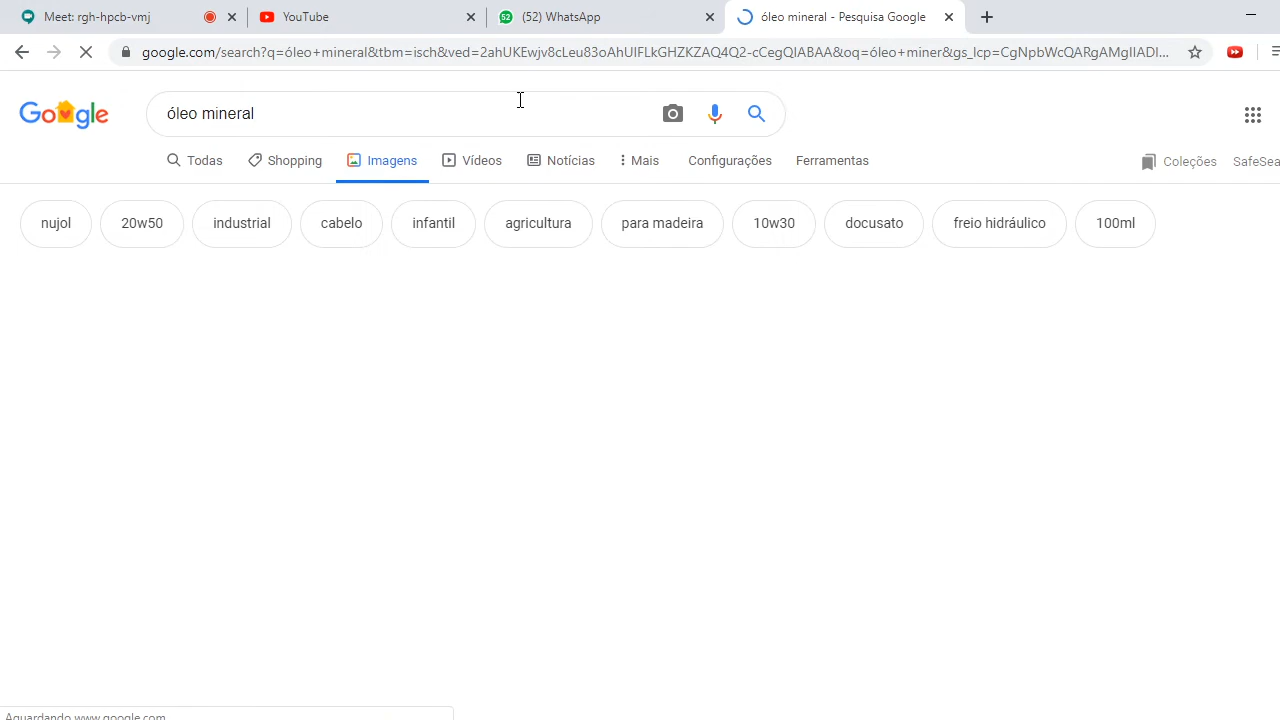 Meet: rgh-hpcb-vmj
YouTube
52
(52) WhatsApp
óleo mineral - Pesquisa Google
google.com/search?q=óleo+mineral&tbm=isch&ved=2ahUKEwjv8cLeu83oAhUIFLkGHZKZAQ4Q2-cCegQIABAA&oq=óleo+miner&gs_lcp=CgNpbWcQARgAMgIIADI...
Google
óleo mineral
Todas
Shopping
Imagens
Vídeos
Notícias
Mais
Configurações
Ferramentas
Coleções
SafeSea
nujol
20w50
industrial
cabelo
infantil
agricultura
para madeira
10w30
docusato
freio hidráulico
100ml
Aguardando www.google.com